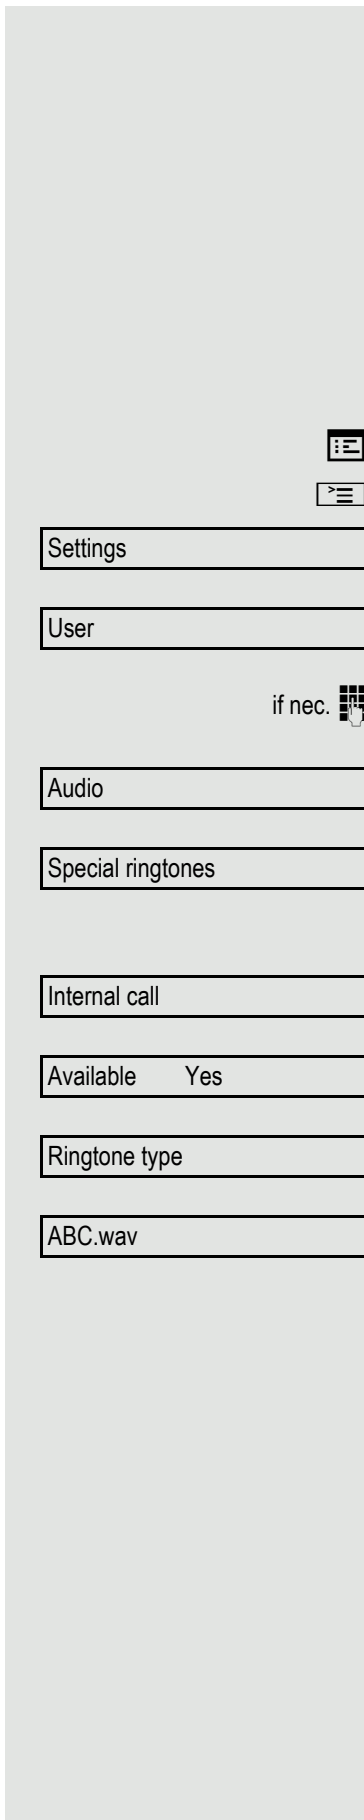 Settings
User
if nec.
Audio
Special ringtones
Internal call
Available Yes
Ringtone type
ABC.wav